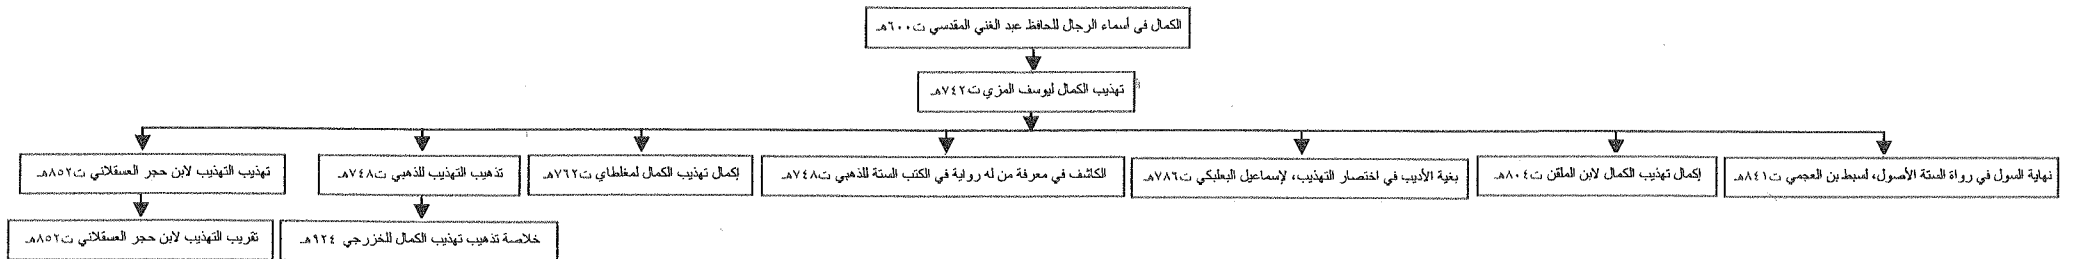 الكمال في أسماء الرجال للحافظ عبد الغني المقدسي ت٦٠٠هـ
تهذيب الكمال ليوسف المزي ت٧٤٢هـ
نهاية السول في رواة الستة الأصول، لسبط بن العجمي ت٨٤١هـ
إكمال تهذيب الكمال لابن الملقن ت٨٠٤هـ
بغية الأديب في اختصار التهذيب، لإسماعيل البعلبكي ت٧٨٦هـ
الكاشف في معرفة من له رواية في الكتب الستة للذهبي ت٧٤٨هـ
إكمال تهذيب الكمال لمغلطاي ت٧٦٢هـ
تذهيب التهذيب للذهبي ت٧٤٨هـ
تهذيب التهذيب لابن حجر العسقلاني ت٨٥٢هـ
خلاصة تذهيب تهذيب الكمال للخزرجي ٩٢٤هـ
تقريب التهذيب لابن حجر العسقلاني ت٨٥٢هـ